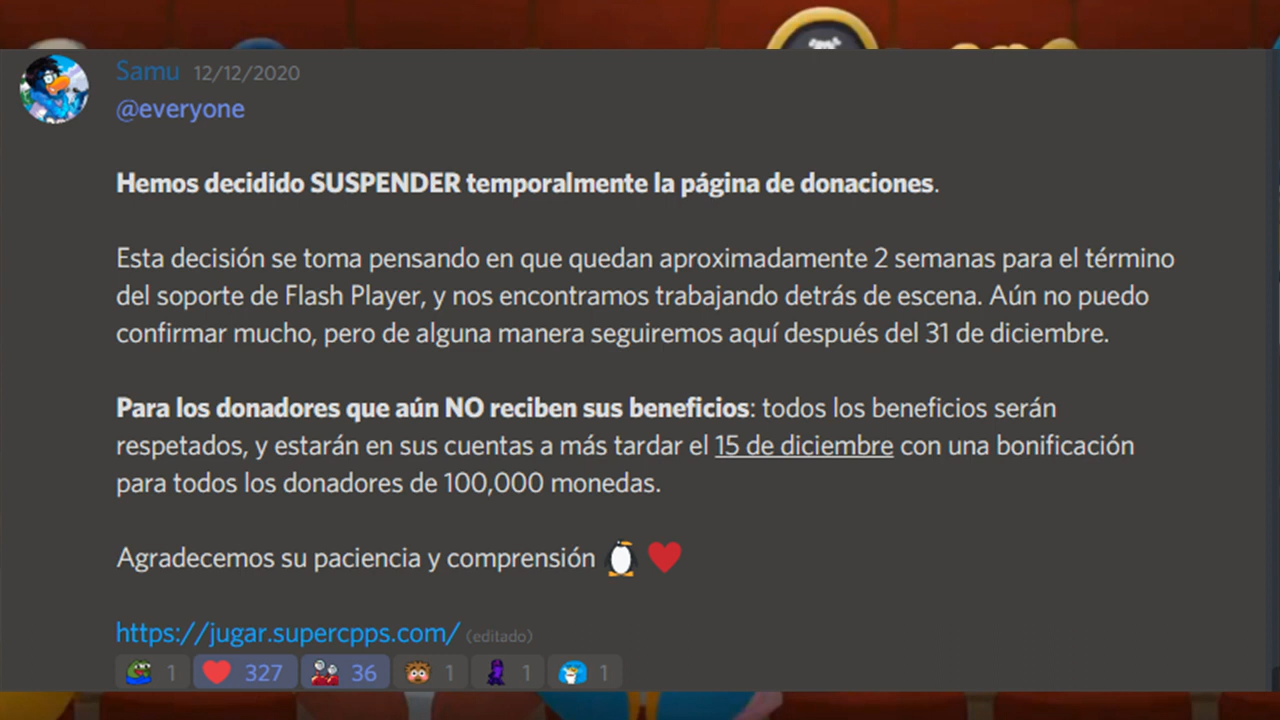 Samu 12/12/2020
@everyone
Hemos decidido SUSPENDER temporalmente la página de donaciones.
Esta decisión se toma pensando en que quedan aproximadamente 2 semanas para el término
del soporte de Flash Player, y nos encontramos trabajando detrás de escena. Aún no puedo
confirmar mucho, pero de alguna manera seguiremos aquí después del 31 de diciembre.
Para los donadores que aún NO reciben sus beneficios: todos los beneficios serán
respetados, y estarán en sus cuentas a más tardar el 15 de diciembre con una bonificación
para todos los donadores de 100,000 monedas.
Agradecemos su paciencia y comprensión 🐧 ❤️
https://jugar.supercpps.com/ (editado)
1 327 36 1 1 1